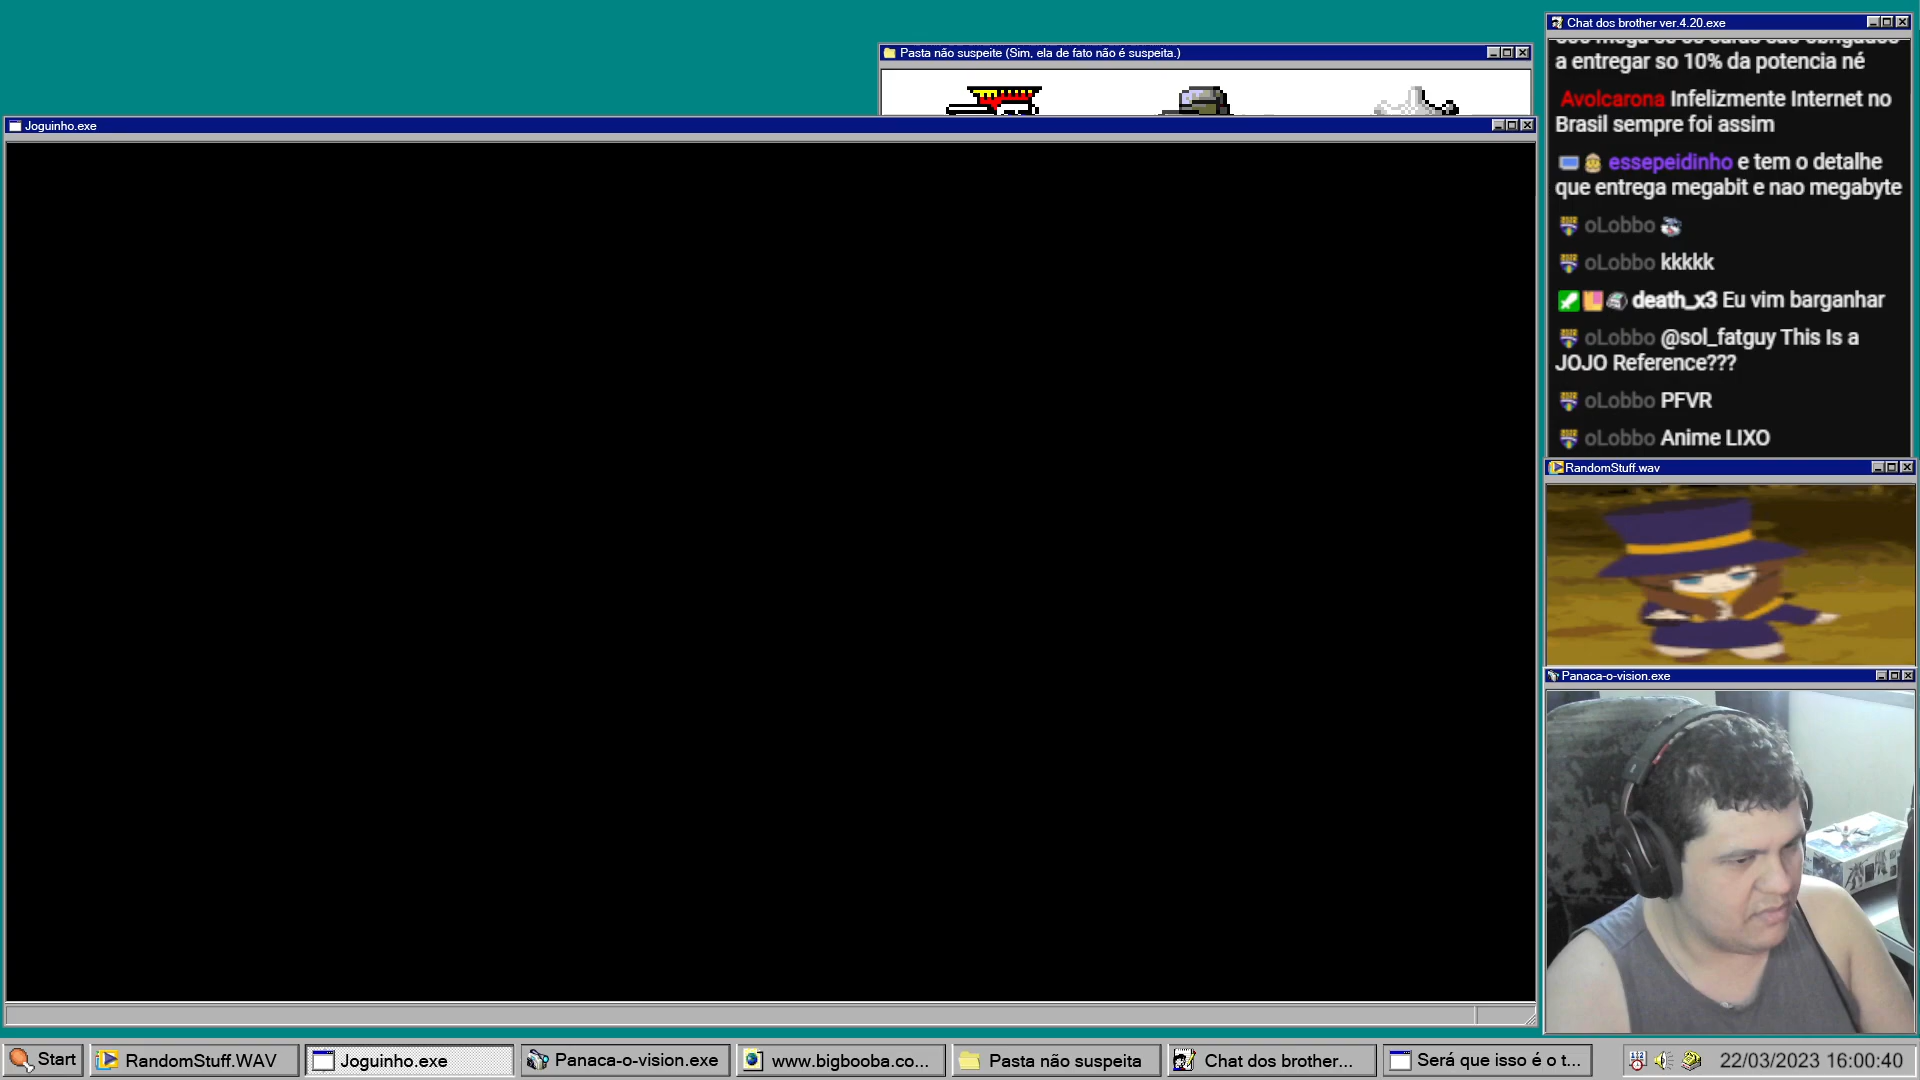 Chat dos brother ver.4.20.exe
a entregar so 10% da potencia né
Avolcarona Infelizmente Internet no
Brasil sempre foi assim
essepeidinho e tem o detalhe
que entrega megabit e nao megabyte
oLobbo
oLobbo kkkkk
death_x3 Eu vim barganhar
oLobbo @sol_fatguy This Is a
JOJO Reference???
oLobbo PFVR
oLobbo Anime LIXO
Pasta não suspeite (Sim, ela de fato não é suspeita.)
Joguinho.exe
RandomStuff.wav
Panaca-o-vision.exe
Start
RandomStuff.WAV
Joguinho.exe
Panaca-o-vision.exe
www.bigbooba.co...
Pasta não suspeita
Chat dos brother...
Será que isso é o t...
22/03/2023 16:00:40